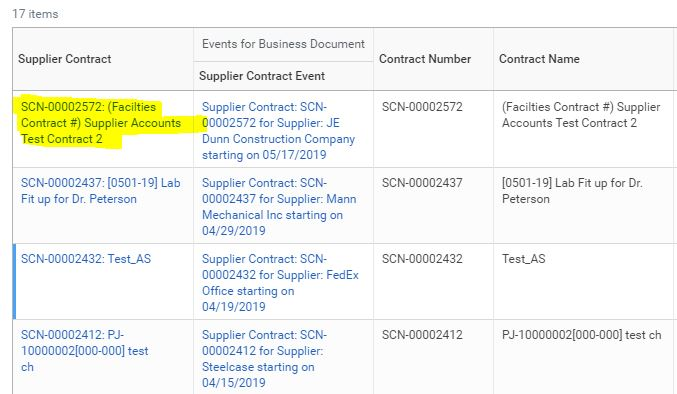 17 items
Supplier Contract
Events for Business Document
Supplier Contract Event
Contract Number
Contract Name
SCN-00002572: (Facilties
Contract #) Supplier Accounts
Test Contract 2
Supplier Contract: SCN-
00002572 for Supplier: JE
Dunn Construction Company
starting on 05/17/2019
SCN-00002572
(Facilties Contract #) Supplier
Accounts Test Contract 2
SCN-00002437: [0501-19] Lab
Fit up for Dr. Peterson
Supplier Contract: SCN-
00002437 for Supplier: Mann
Mechanical Inc starting on
04/29/2019
SCN-00002437
[0501-19] Lab Fit up for Dr.
Peterson
SCN-00002432: Test_AS
Supplier Contract: SCN-
00002432 for Supplier: FedEx
Office starting on
04/19/2019
SCN-00002432
Test_AS
SCN-00002412: PJ-
10000002[000-000] test
ch
Supplier Contract: SCN-
00002412 for Supplier:
Steelcase starting on
04/15/2019
SCN-00002412
PJ-10000002[000-000] test ch